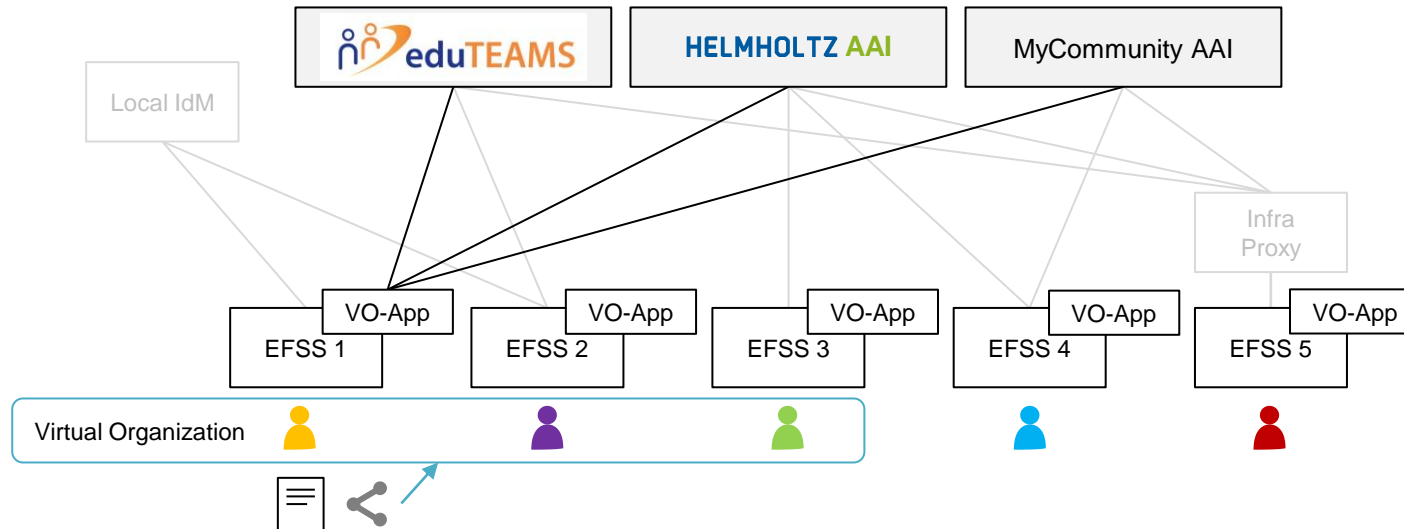 eduTEAMS
HELMHOLTZ AAI
MyCommunity AAI
Local IdM
Infra
Proxy
VO-App
VO-App
VO-App
VO-App
VO-App
EFSS 1
EFSS 2
EFSS 3
EFSS 4
EFSS 5
Virtual Organization